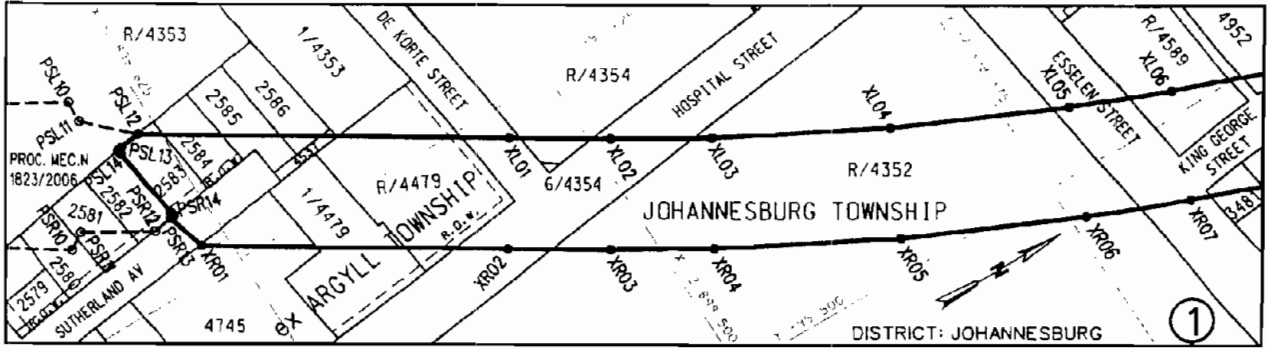 R/4353
1/4353
DE KORTE STREET
R/4354
HOSPITAL STREET
ESSELEN STREET
R/4589
4952
PSL10
PSL11
PSL12
PSL13
PSL14
PROC. MEC.N
1823/2006
2586
2585
2584
2583
2582
2581
4537
R/4479
1/4479
XL01
XL02
XL03
XL04
XL05
XL06
G/4354
R/4352
KING GEORGE
STREET
3481
PSR10
PSR11
PSR12
PSR13
PSR14
XR01
XR02
XR03
XR04
XR05
XR06
XR07
2579
SUTHERLAND AV
4745
ex ARGYLL
TOWNSHIP
R.O.W.
JOHANNESBURG TOWNSHIP
N
DISTRICT: JOHANNESBURG
1